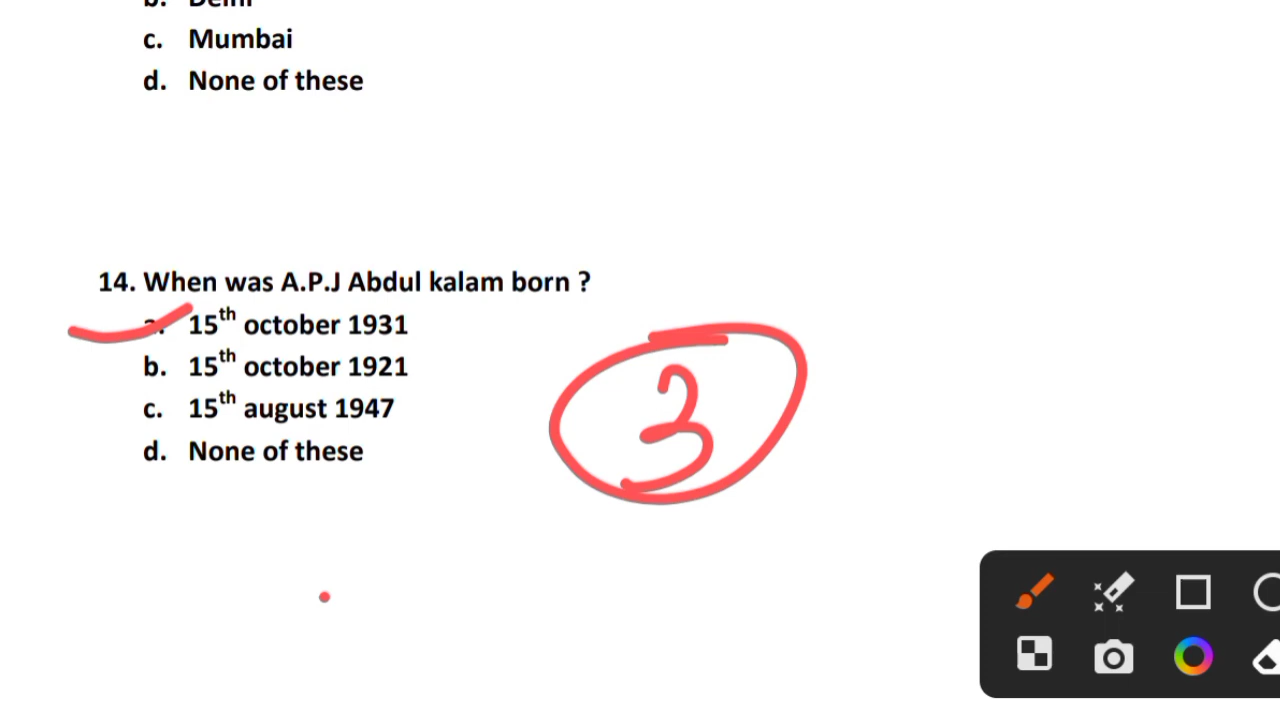 c. Mumbai
d. None of these
14. When was A.P.J Abdul kalam born ?
a. 15th october 1931
b. 15th october 1921
c. 15th august 1947
d. None of these
3